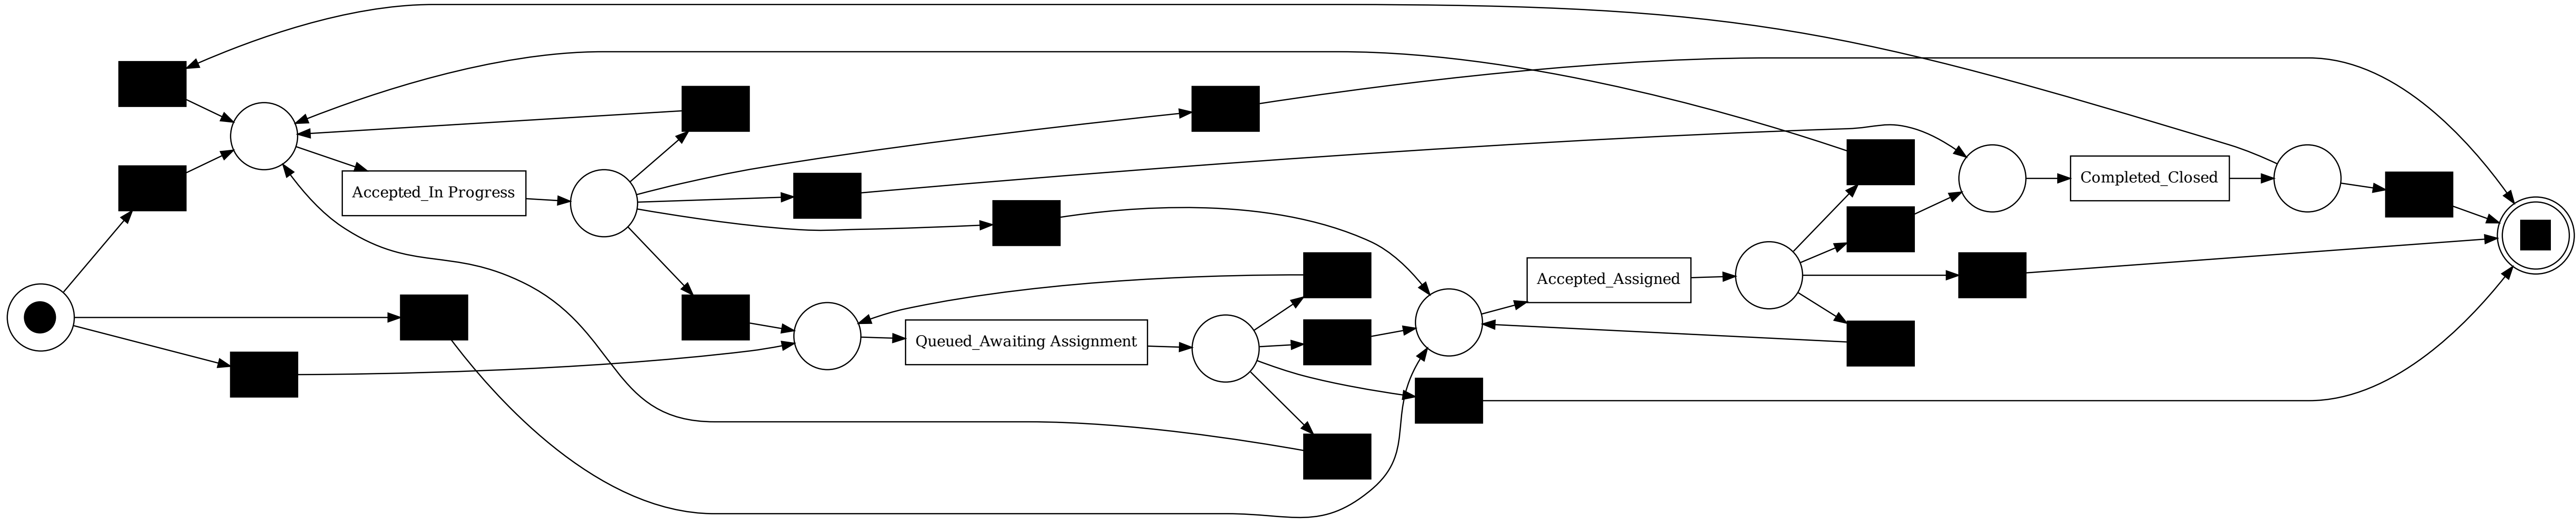 Accepted_In Progress
Completed_Closed
Accepted_Assigned
Queued_Awaiting Assignment